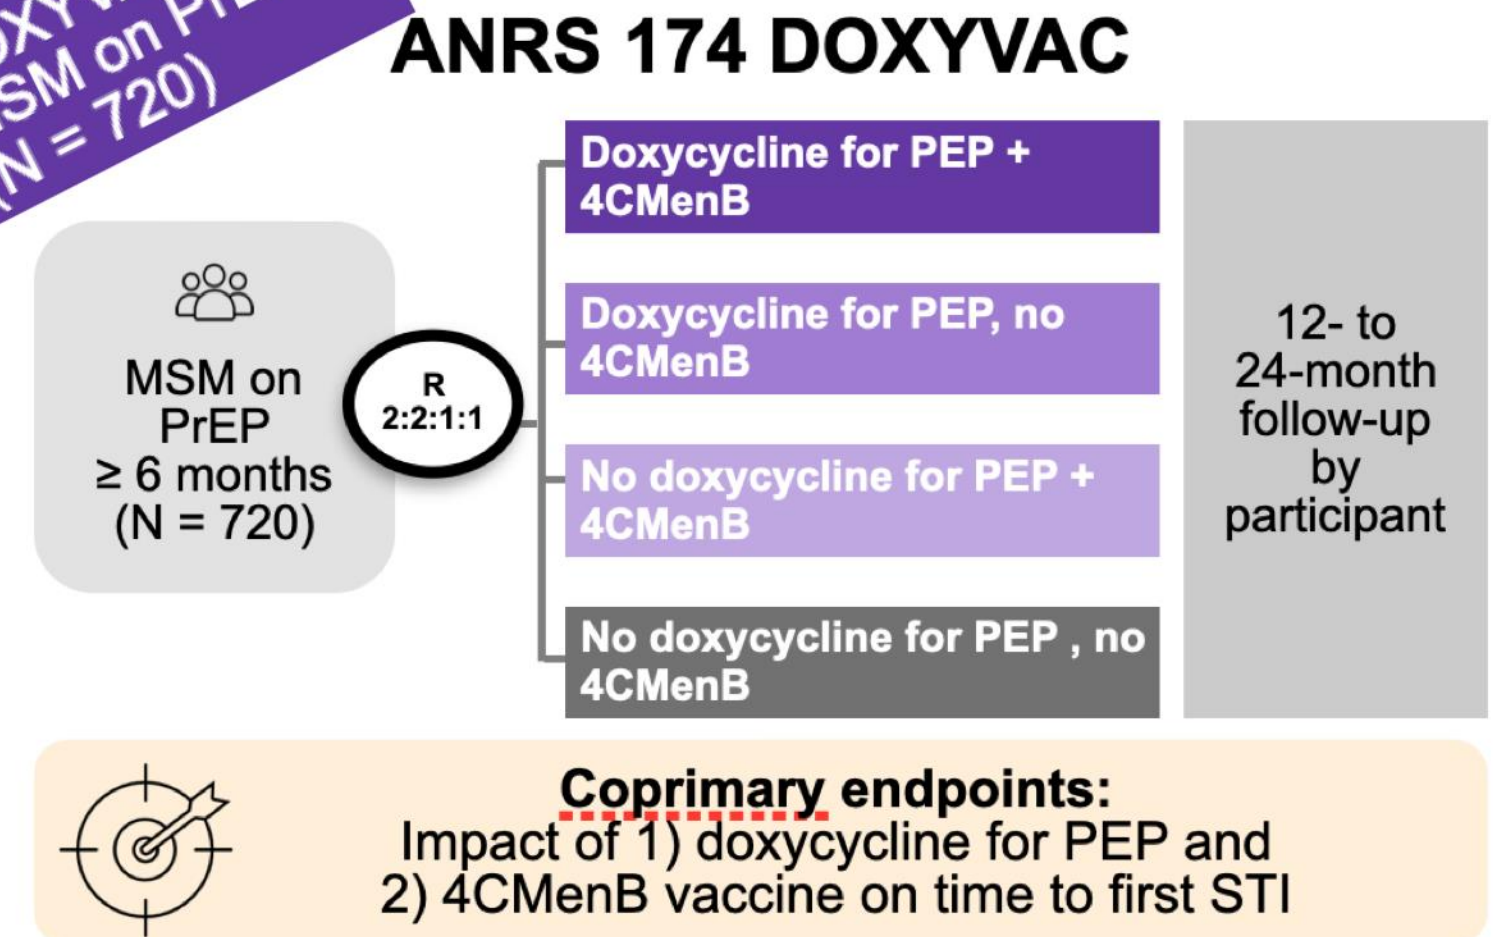 MSM on PrEP
(N = 720)
ANRS 174 DOXYVAC
MSM on
PrEP
≥ 6 months
(N = 720)
R
2:2:1:1
Doxycycline for PEP +
4CMenB
Doxycycline for PEP, no
4CMenB
No doxycycline for PEP +
4CMenB
No doxycycline for PEP , no
4CMenB
12- to
24-month
follow-up
by
participant
Coprimary endpoints:
Impact of 1) doxycycline for PEP and
2) 4CMenB vaccine on time to first STI